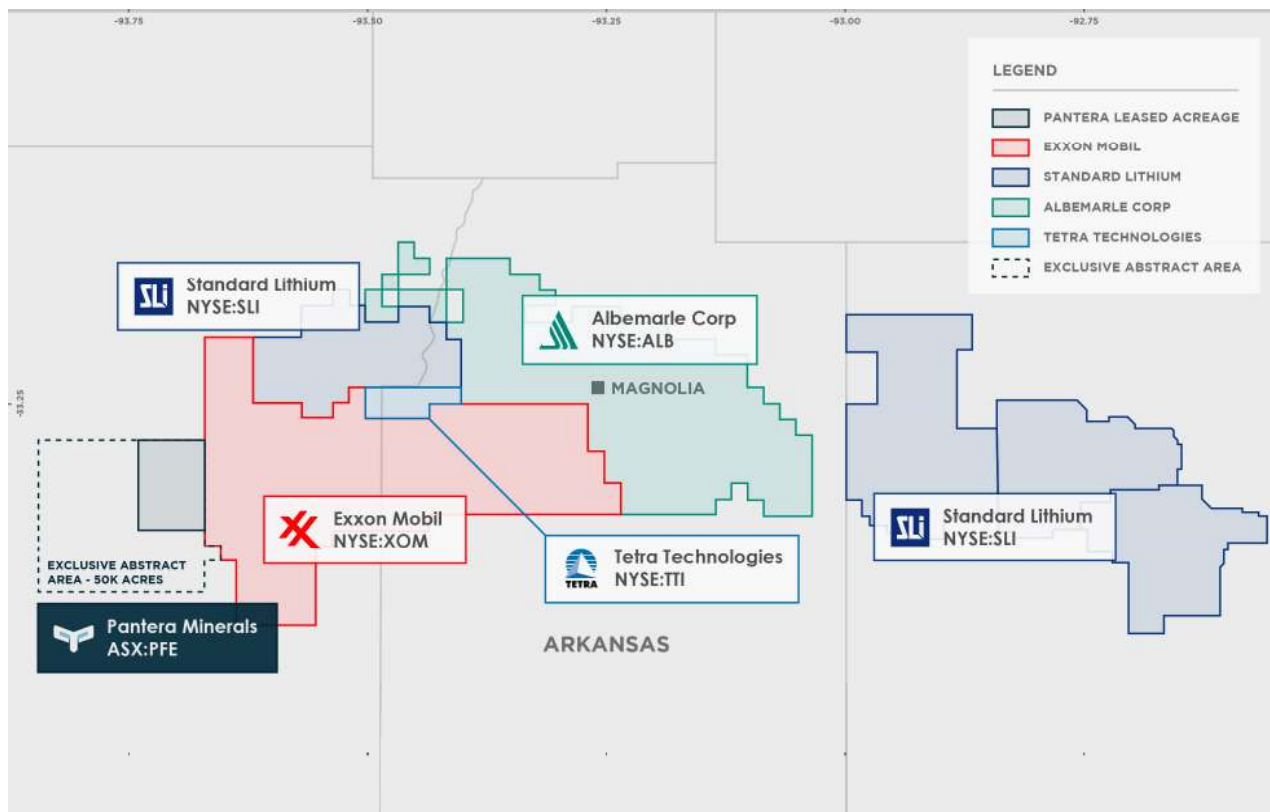 -93.75
-93.50
-93.25
-93.00
-92.75
LEGEND
PANTERA LEASED ACREAGE
EXXON MOBIL
STANDARD LITHIUM
ALBEMARLE CORP
TETRA TECHNOLOGIES
EXCLUSIVE ABSTRACT AREA
SLi
Standard Lithium
NYSE:SLI
Albemarle Corp
NYSE:ALB
MAGNOLIA
-53.25
Exxon Mobil
NYSE:XOM
SLi
Standard Lithium
NYSE:SLI
TETRA
Tetra Technologies
NYSE:TTI
EXCLUSIVE ABSTRACT
AREA - 50K ACRES
Pantera Minerals
ASX:PFE
ARKANSAS